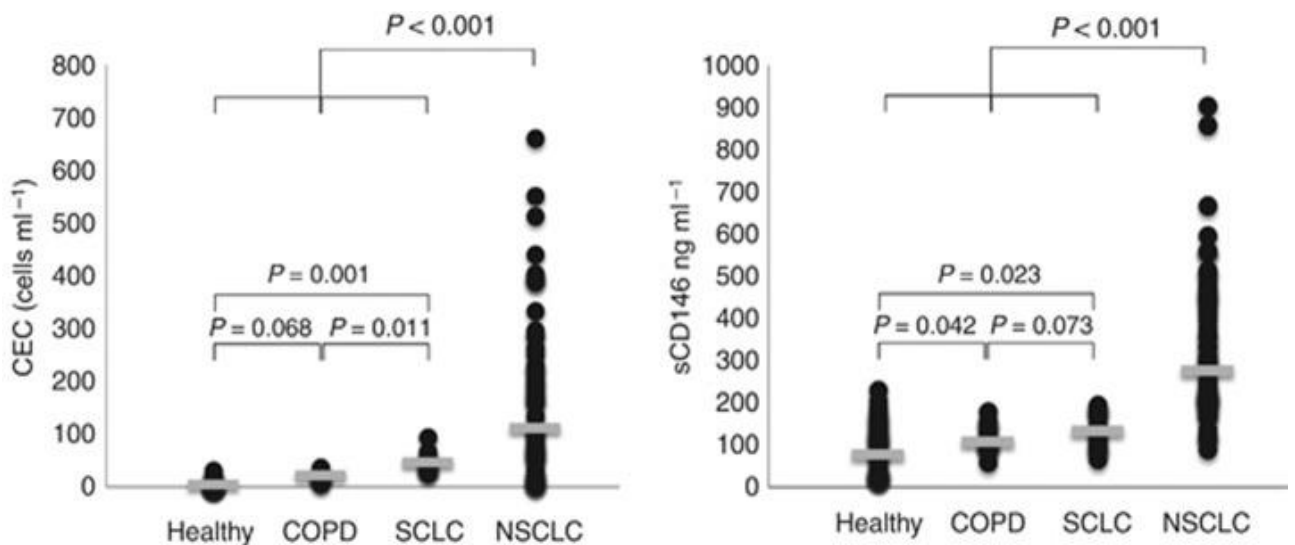 P < 0.001
800
700
600
500
400
300
200
100
0
CEC (cells ml⁻¹)
P = 0.001
P = 0.068 P = 0.011
Healthy COPD SCLC NSCLC
P < 0.001
1000
900
800
700
600
500
400
300
200
100
0
sCD146 ng ml⁻¹
P = 0.023
P = 0.042 P = 0.073
Healthy COPD SCLC NSCLC